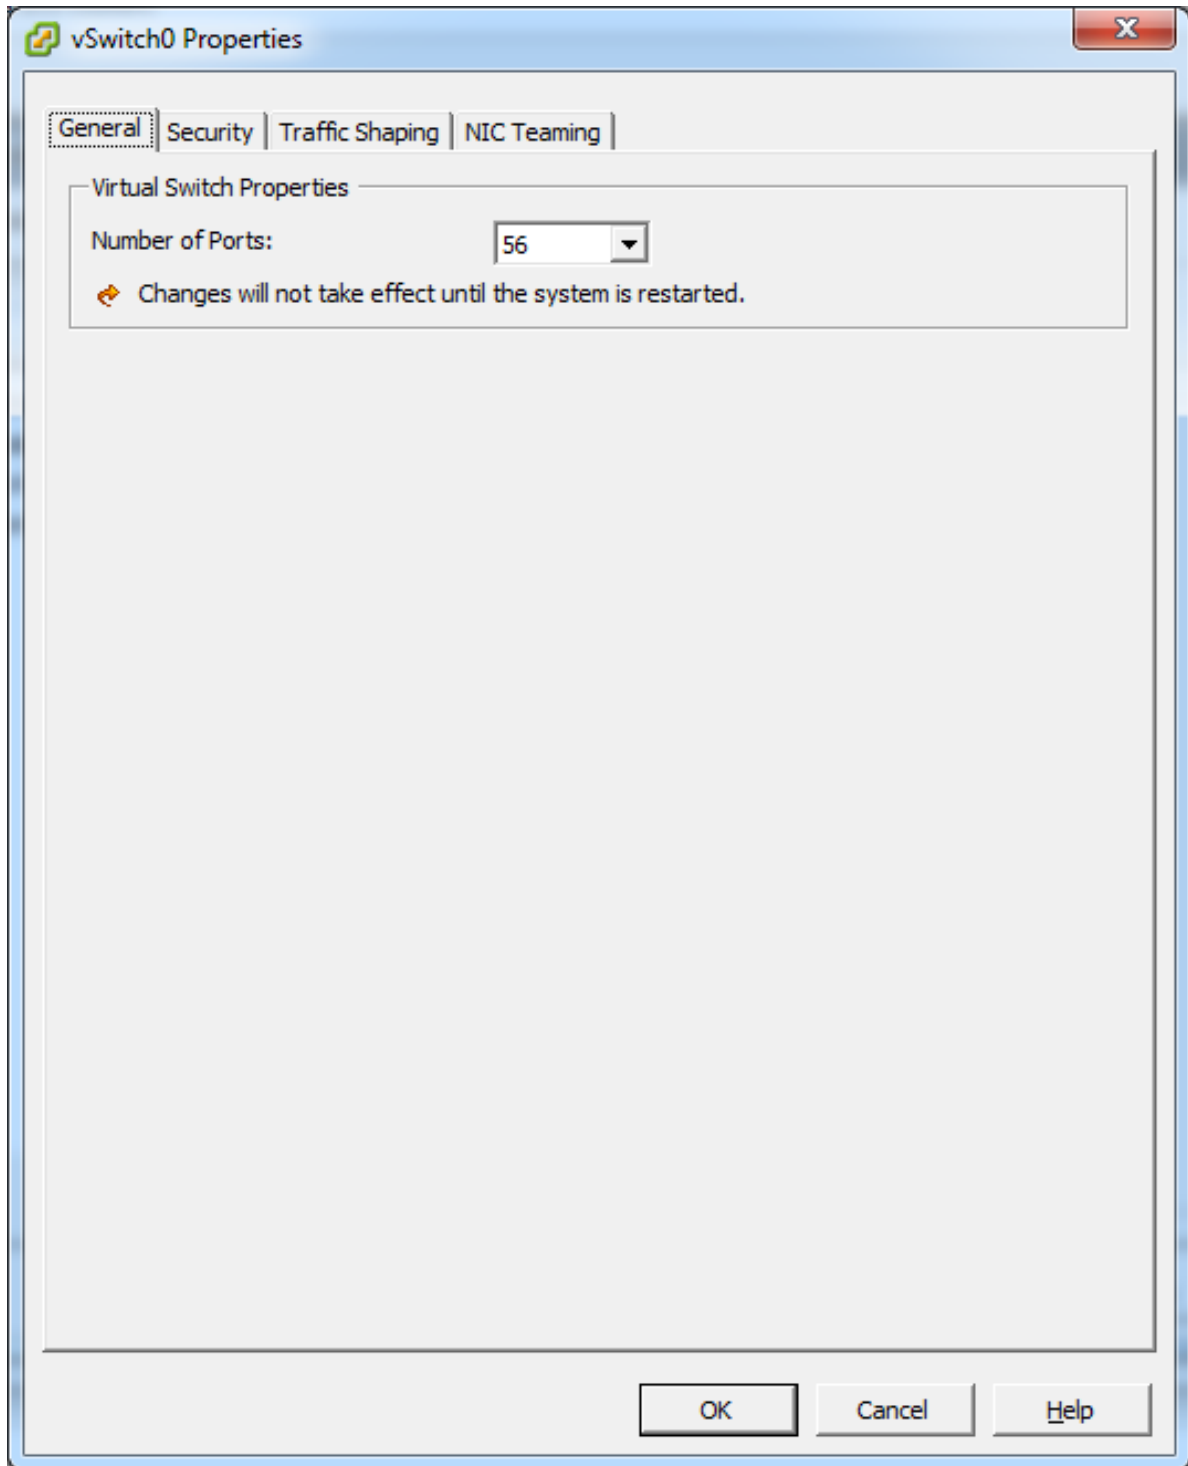 vSwitch0 Properties
General Security Traffic Shaping NIC Teaming
Virtual Switch Properties
Number of Ports: 56
Changes will not take effect until the system is restarted.
OK Cancel Help